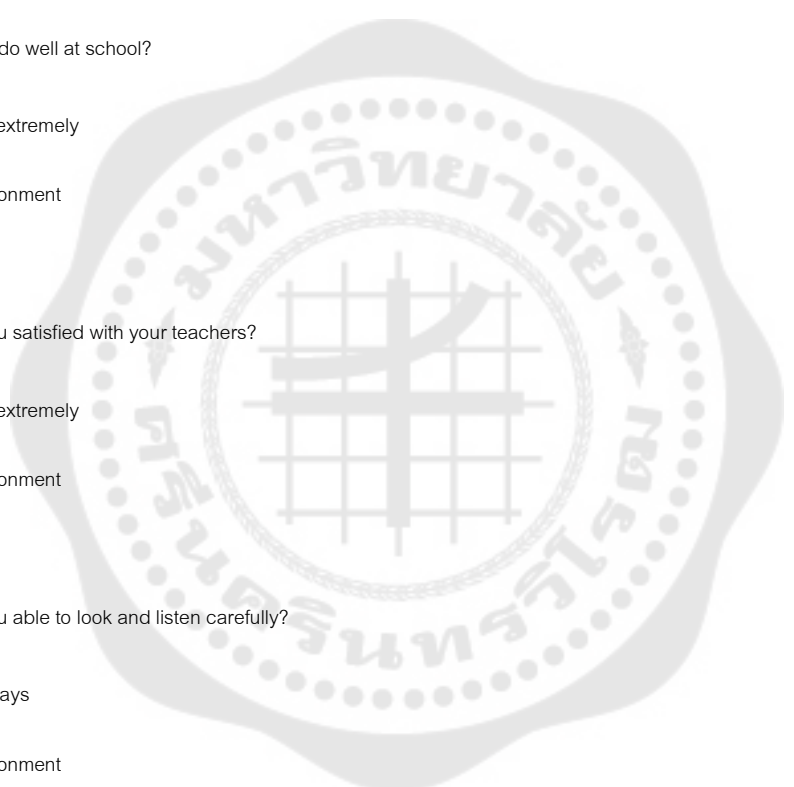 do well at school?
extremely
onment
มหาวิทยาลัย
u satisfied with your teachers?
extremely
onment
ศรีนครินทรวิโรฒ
u able to look and listen carefully?
ays
onment